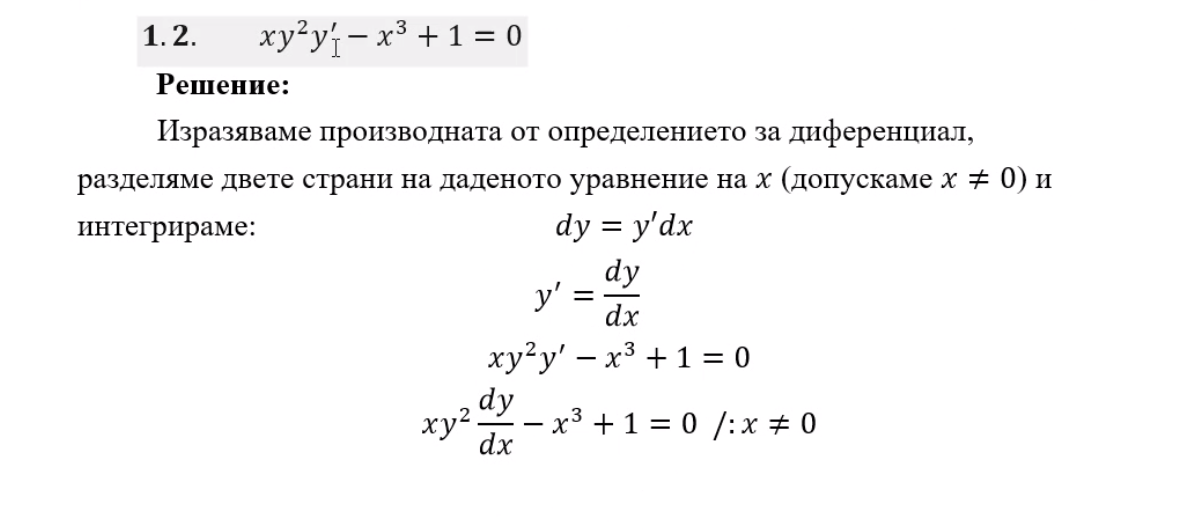 1.2. xy²y′ − x³ + 1 = 0
Решение:
Изразяваме производната от определението за диференциал,
разделяме двете страни на даденото уравнение на x (допускаме x ≠ 0) и
интегрираме: dy = y′dx
y′ = dy/dx
xy²y′ − x³ + 1 = 0
xy² dy/dx − x³ + 1 = 0 /: x ≠ 0